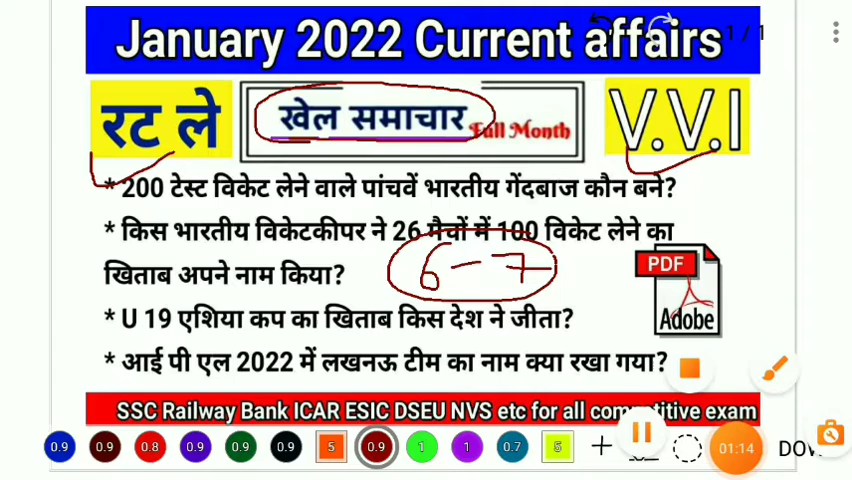 January 2022 Current affairs
1 / 1
रट ले
खेल समाचार
Full Month
V.V.I
* 200 टेस्ट विकेट लेने वाले पांचवें भारतीय गेंदबाज कौन बने?
* किस भारतीय विकेटकीपर ने 26 मैचों में 100 विकेट लेने का
खिताब अपने नाम किया?
6-7
PDF
Adobe
* U 19 एशिया कप का खिताब किस देश ने जीता?
* आई पी एल 2022 में लखनऊ टीम का नाम क्या रखा गया?
SSC Railway Bank ICAR ESIC DSEU NVS etc for all competitive exam
0.9 0.9 0.8 0.9 0.9 0.9 5 0.9 1 1 0.7 5 01:14 DOW